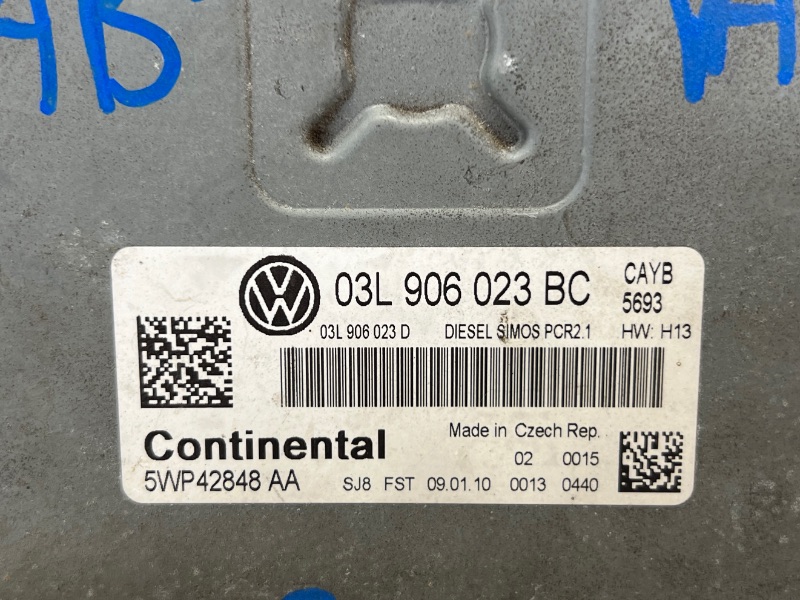 AB
03L 906 023 BC
CAYB
5693
03L 906 023 D DIESEL SIMOS PCR2.1 HW: H13
Continental
Made in Czech Rep.
02 0015
5WP42848 AA
SJ8 FST 09.01.10 0013 0440